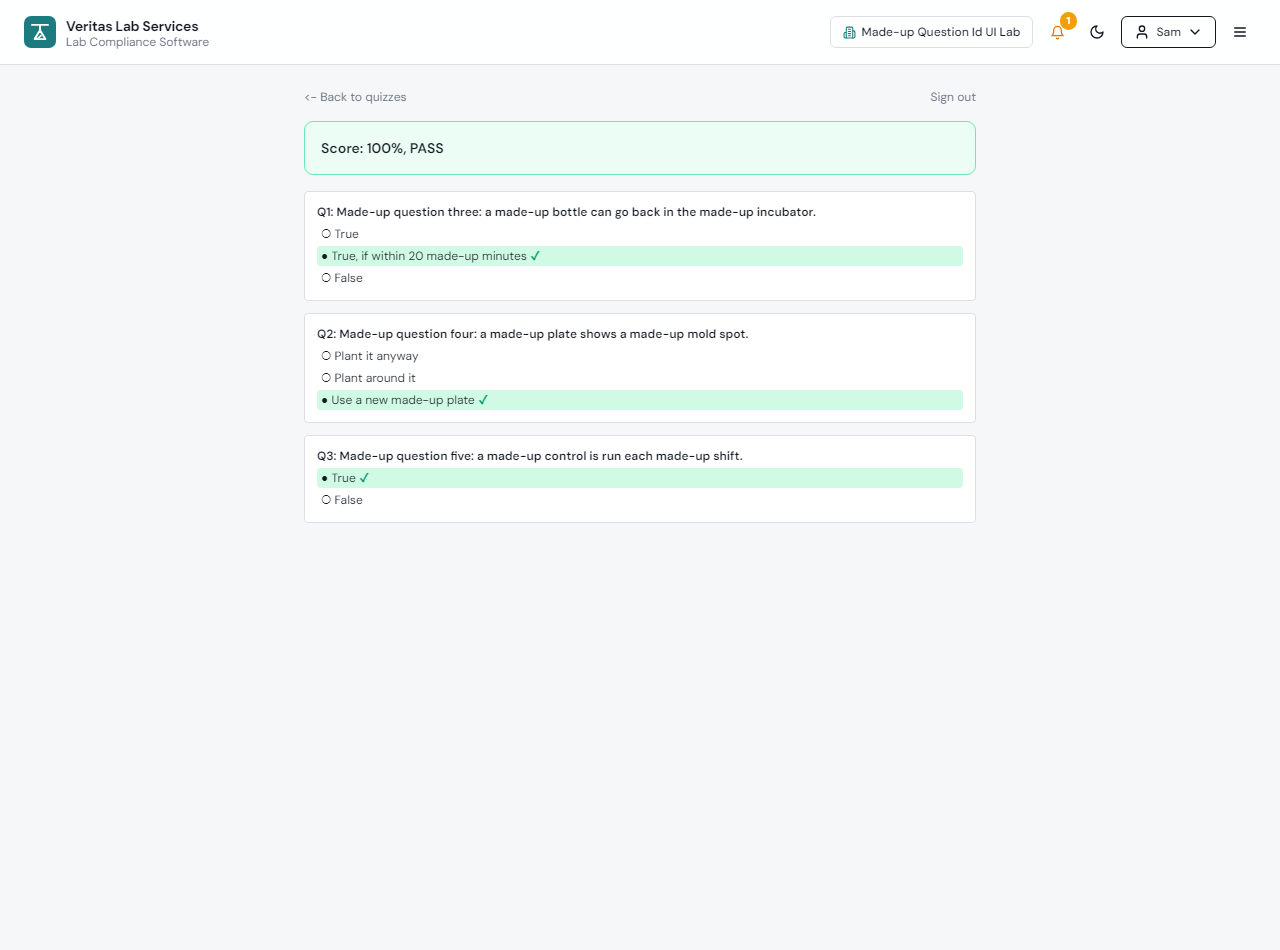 Veritas Lab Services
Lab Compliance Software
Made-up Question Id UI Lab
1
Sam
<- Back to quizzes
Sign out
Score: 100%, PASS
Q1: Made-up question three: a made-up bottle can go back in the made-up incubator.
○ True
● True, if within 20 made-up minutes ✓
○ False
Q2: Made-up question four: a made-up plate shows a made-up mold spot.
○ Plant it anyway
○ Plant around it
● Use a new made-up plate ✓
Q3: Made-up question five: a made-up control is run each made-up shift.
● True ✓
○ False